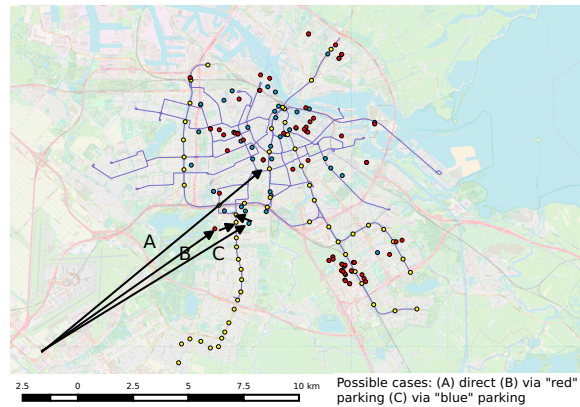 A
B
C
2.5 0 2.5 5 7.5 10 km
Possible cases: (A) direct (B) via "red"
parking (C) via "blue" parking